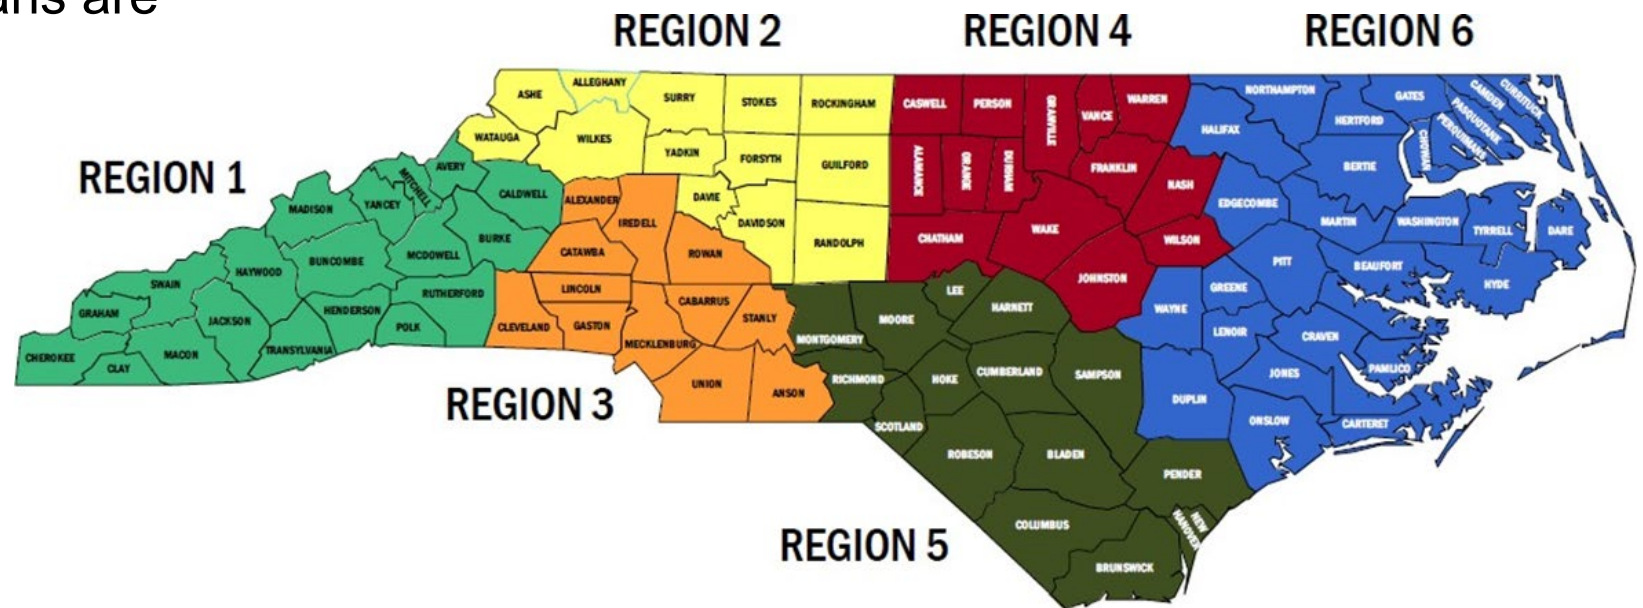 ans are
REGION 2
REGION 4
REGION 6
REGION 1
REGION 3
REGION 5
ASHE
ALLEGHANY
SURRY
STOKES
ROCKINGHAM
WATAUGA
WILKES
YADKIN
FORSYTH
GUILFORD
DAVIE
DAVIDSON
RANDOLPH
CASWELL
PERSON
GRANVILLE
VANCE
WARREN
ALAMANCE
ORANGE
DURHAM
FRANKLIN
NASH
CHATHAM
WAKE
WILSON
JOHNSTON
NORTHAMPTON
GATES
CAMDEN
CURRITUCK
PASQUOTANK
PERQUIMANS
HALIFAX
HERTFORD
CHOWAN
BERTIE
EDGECOMBE
MARTIN
WASHINGTON
TYRRELL
DARE
PITT
BEAUFORT
HYDE
WAYNE
GREENE
LENOIR
CRAVEN
PAMLICO
JONES
DUPLIN
ONSLOW
CARTERET
AVERY
MITCHELL
YANCEY
MADISON
CALDWELL
BURKE
MCDOWELL
BUNCOMBE
HAYWOOD
SWAIN
GRAHAM
JACKSON
HENDERSON
RUTHERFORD
POLK
TRANSYLVANIA
MACON
CLAY
CHEROKEE
ALEXANDER
IREDELL
CATAWBA
ROWAN
LINCOLN
CABARRUS
STANLY
CLEVELAND
GASTON
MECKLENBURG
UNION
ANSON
MONTGOMERY
MOORE
LEE
HARNETT
RICHMOND
HOKE
CUMBERLAND
SAMPSON
SCOTLAND
ROBESON
BLADEN
PENDER
COLUMBUS
NEW
HANOVER
BRUNSWICK